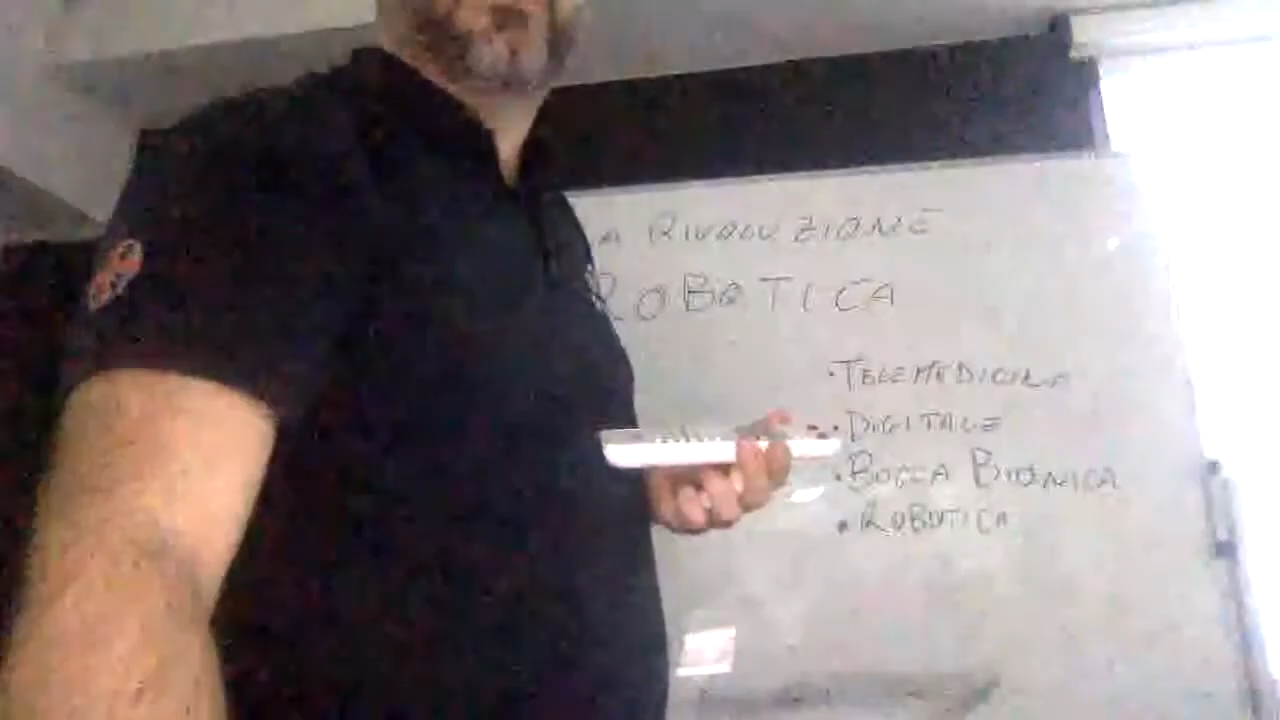 A RIVOLUZIONE
ROBOTICA
• TELEMEDICINA
• DIGITALE
• BOCCA BIONICA
• ROBOTICA